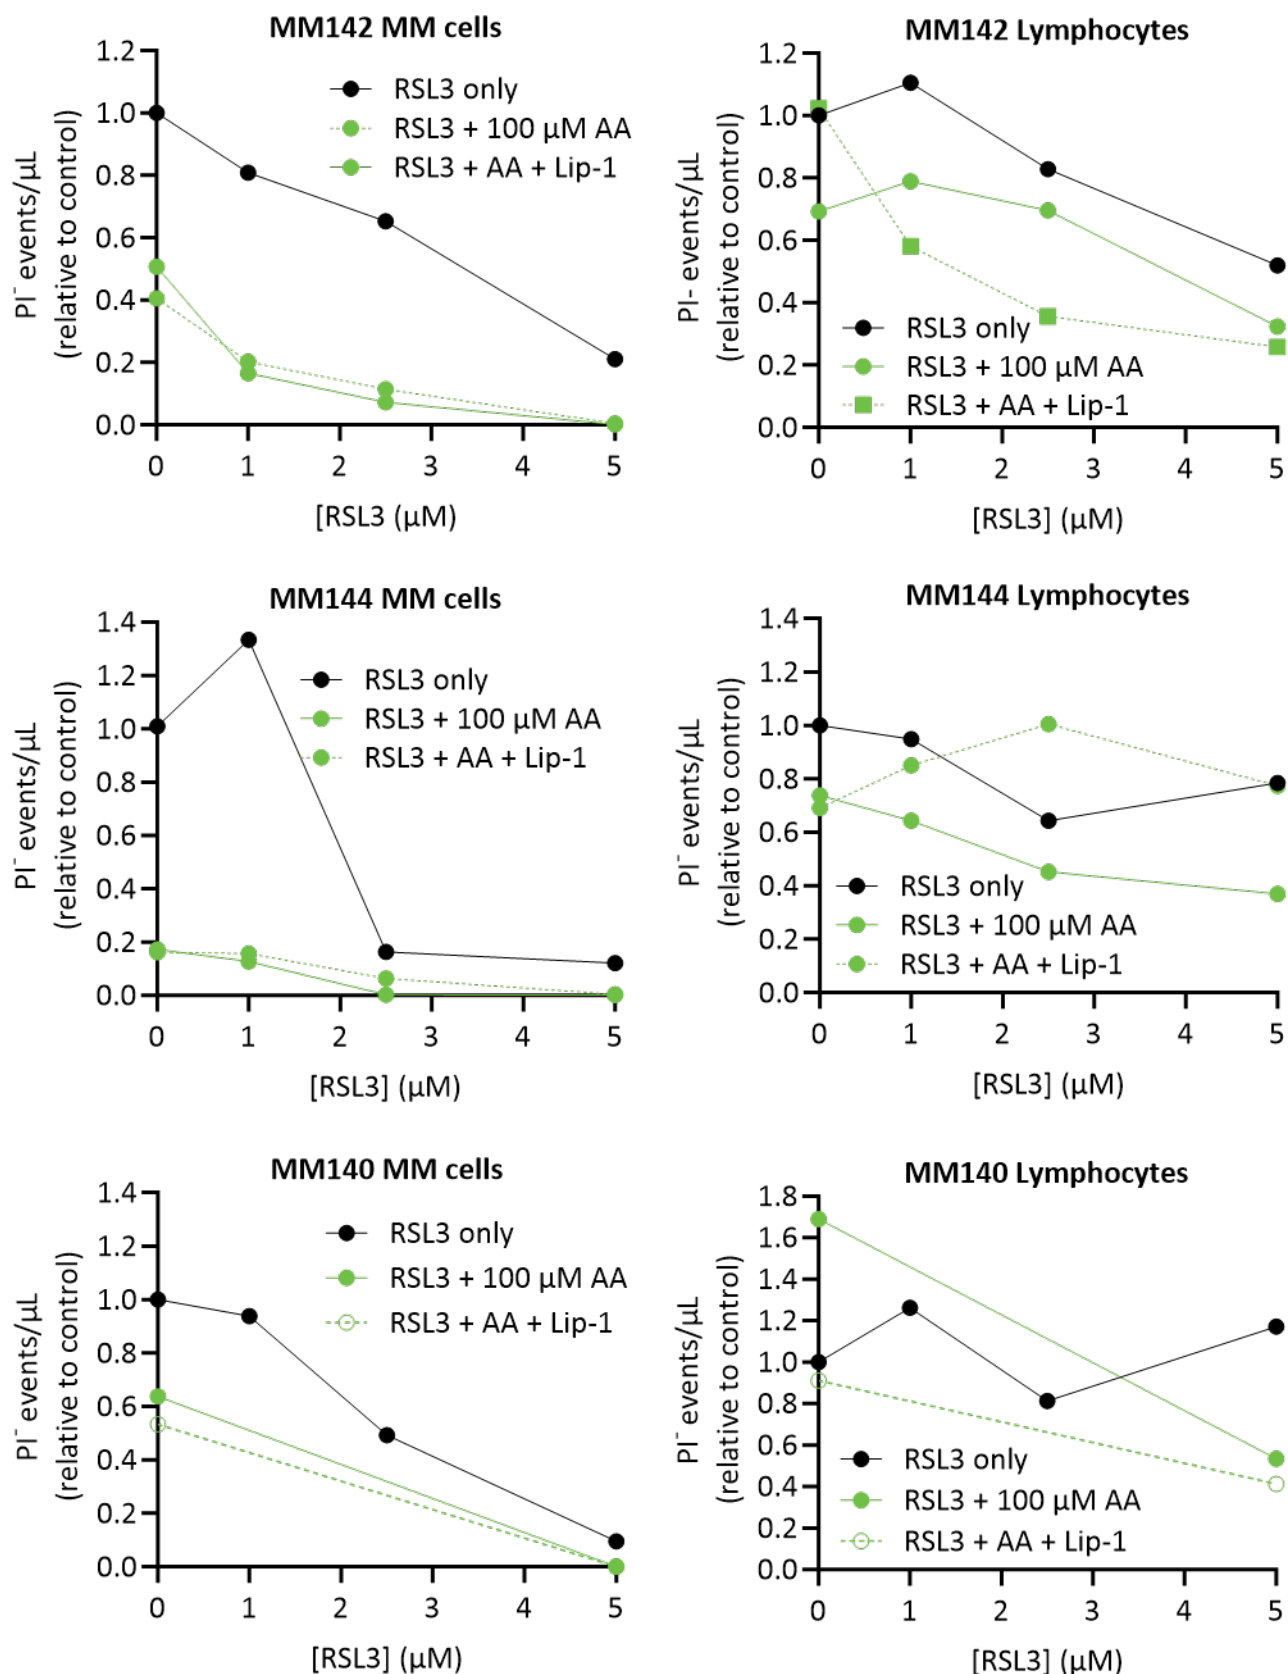 MM142 MM cells
PI⁻ events/µL
(relative to control)
1.2
1.0
0.8
0.6
0.4
0.2
0.0
RSL3 only
RSL3 + 100 µM AA
RSL3 + AA + Lip-1
0 1 2 3 4 5
[RSL3 (µM)
MM142 Lymphocytes
PI- events/µL
(relative to control)
1.2
1.0
0.8
0.6
0.4
0.2
0.0
RSL3 only
RSL3 + 100 µM AA
RSL3 + AA + Lip-1
0 1 2 3 4 5
[RSL3] (µM)
MM144 MM cells
PI⁻ events/µL
(relative to control)
1.4
1.2
1.0
0.8
0.6
0.4
0.2
0.0
RSL3 only
RSL3 + 100 µM AA
RSL3 + AA + Lip-1
0 1 2 3 4 5
[RSL3] (µM)
MM144 Lymphocytes
PI⁻ events/µL
(relative to control)
1.4
1.2
1.0
0.8
0.6
0.4
0.2
0.0
RSL3 only
RSL3 + 100 µM AA
RSL3 + AA + Lip-1
0 1 2 3 4 5
[RSL3] (µM)
MM140 MM cells
PI⁻ events/µL
(relative to control)
1.4
1.2
1.0
0.8
0.6
0.4
0.2
0.0
RSL3 only
RSL3 + 100 µM AA
RSL3 + AA + Lip-1
0 1 2 3 4 5
[RSL3] (µM)
MM140 Lymphocytes
PI⁻ events/µL
(relative to control)
1.8
1.6
1.4
1.2
1.0
0.8
0.6
0.4
0.2
0.0
RSL3 only
RSL3 + 100 µM AA
RSL3 + AA + Lip-1
0 1 2 3 4 5
[RSL3] (µM)